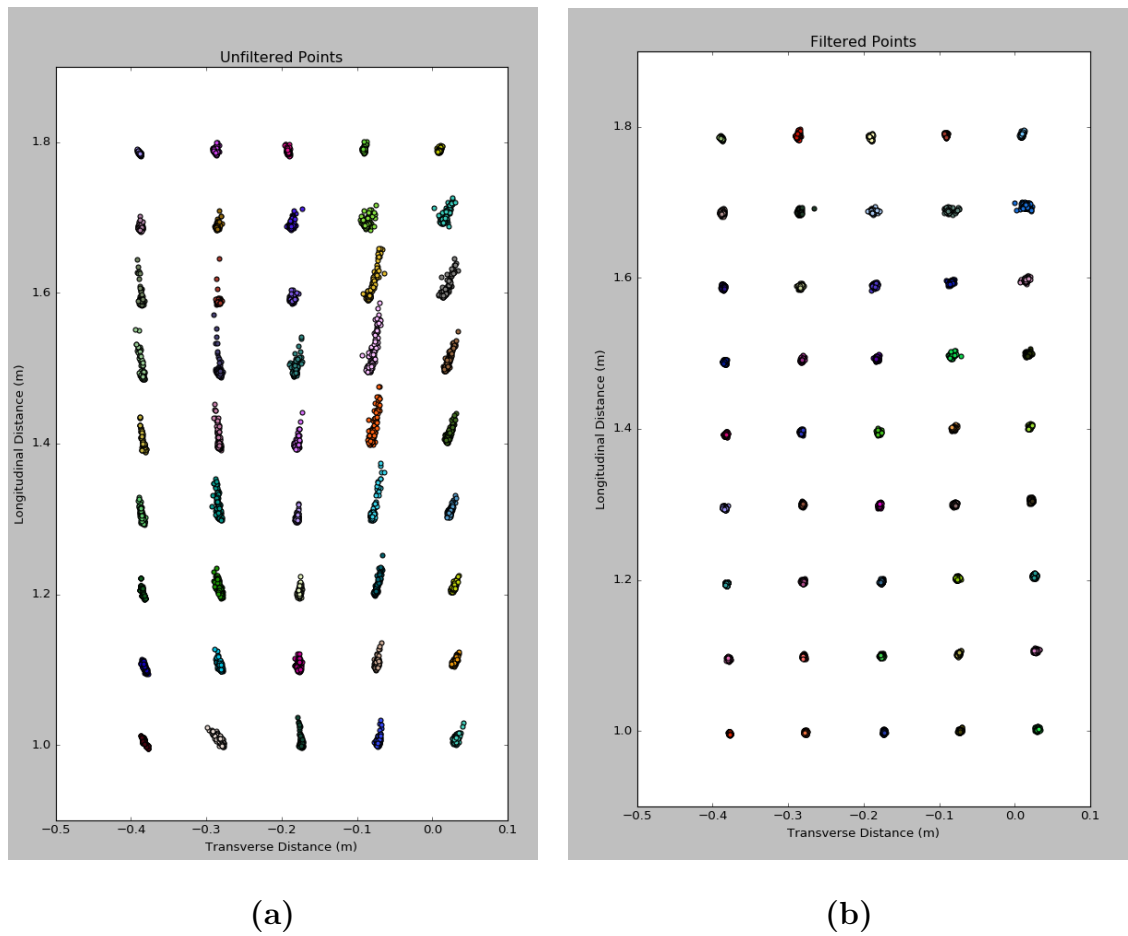 Unfiltered Points
1.8
1.6
1.4
1.2
1.0
Longitudinal Distance (m)
−0.5 −0.4 −0.3 −0.2 −0.1 0.0 0.1
Transverse Distance (m)
(a)
Filtered Points
1.8
1.6
1.4
1.2
1.0
Longitudinal Distance (m)
−0.5 −0.4 −0.3 −0.2 −0.1 0.0 0.1
Transverse Distance (m)
(b)